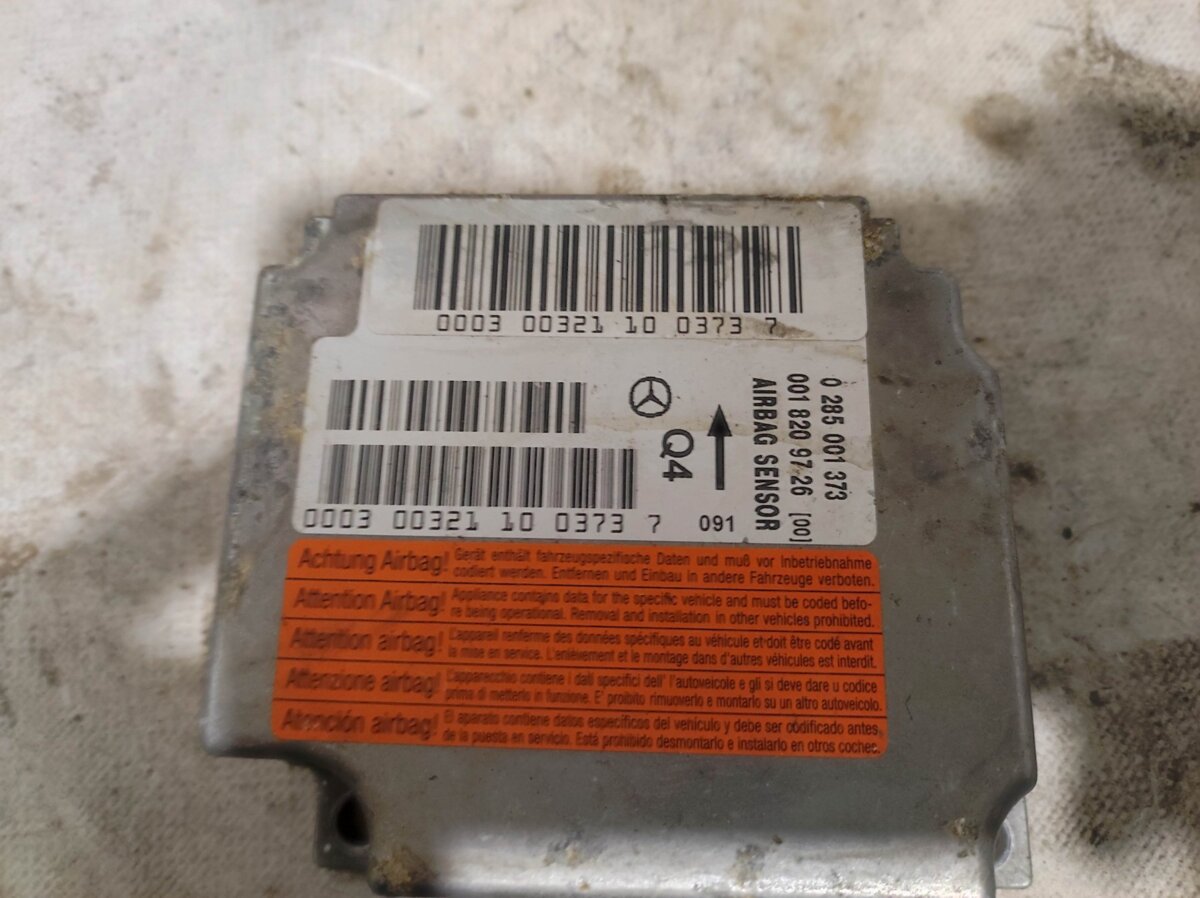 0003 00321 10 0373 7
0 285 001 373
001 820 97 26 [00]
AIRBAG SENSOR
Q4
0003 00321 10 0373 7
091
Achtung Airbag! Gerät enthält fahrzeugspezifische Daten und muß vor Inbetriebnahme
codiert werden. Entfernen und Einbau in andere Fahrzeuge verboten.
Attention Airbag! Appliance contains data for the specific vehicle and must be coded befo-
re being operational. Removal and installation in other vehicles prohibited.
Attention airbag! L'appareil renferme des données spécifiques au véhicule et doit être codé avant
la mise en service. L'enlèvement et le montage dans d'autres véhicules est interdit.
Attenzione airbag! L'apparecchio contiene i dati specifici dell' l'autoveicole e gli si deve dare u codice
prima di metterlo in funzione. E' proibito rimuoverlo e montarlo su un altro autoveicolo.
Atención airbag! El aparato contiene datos especificos del vehículo y debe ser codificado antes
de la puesta en servicio. Está prohibido desmontarlo e instalarlo en otros coches.